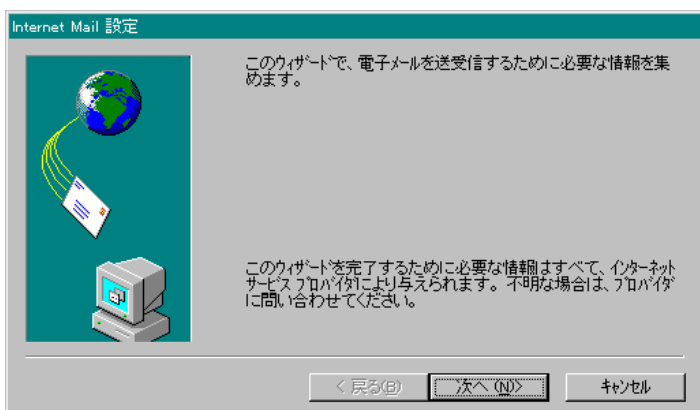 Internet Mail 設定
このウィザードで、電子メールを送受信するために必要な情報を集
めます。
このウィザードを完了するために必要な情報はすべて、インターネット
サービス プロバイダにより与えられます。不明な場合は、プロバイダ
に問い合わせてください。
< 戻る(B)
次へ (N)>
キャンセル